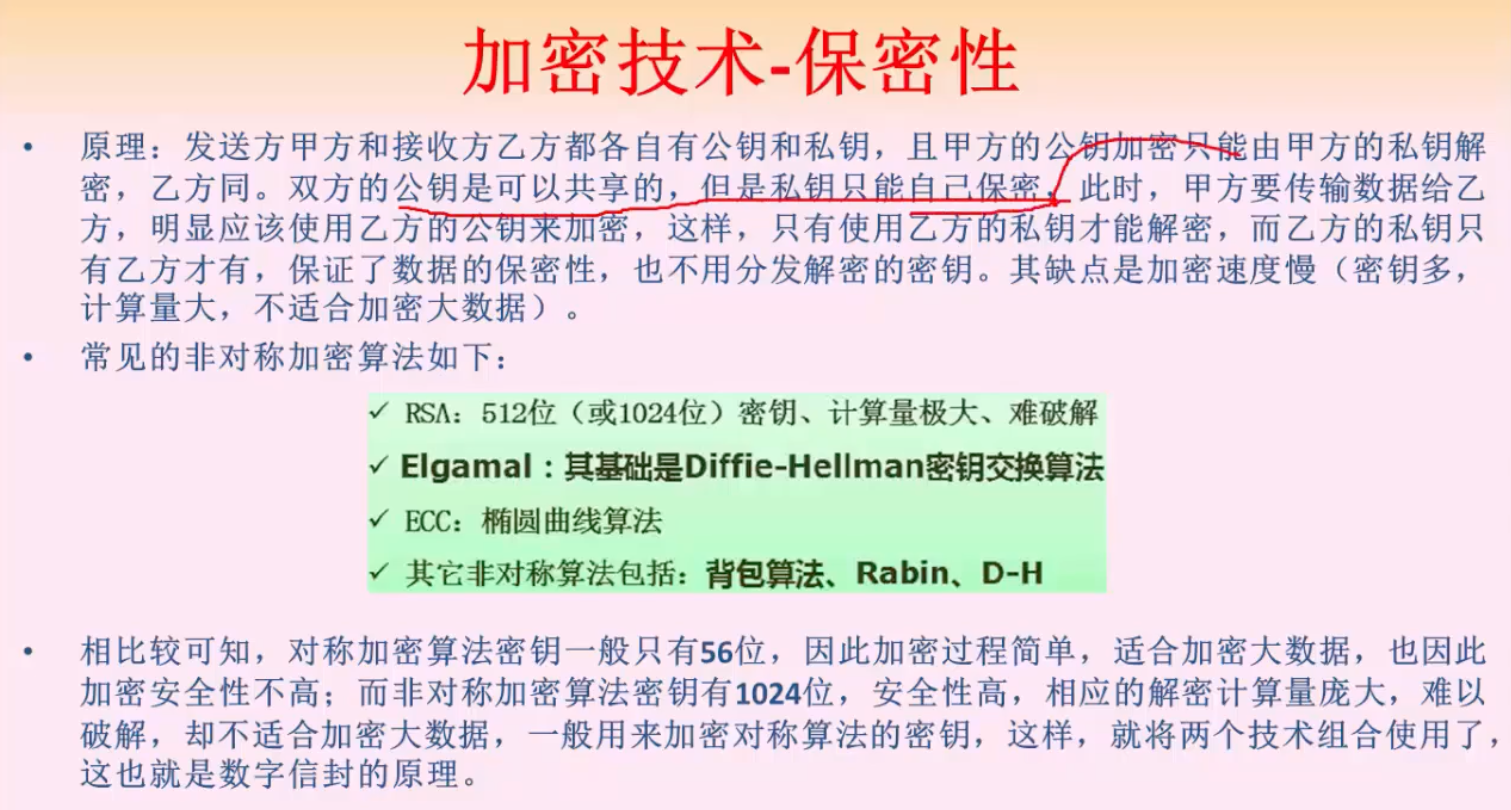 加密技术-保密性
• 原理：发送方甲方和接收方乙方都各自有公钥和私钥，且甲方的公钥加密只能由甲方的私钥解
密，乙方同。双方的公钥是可以共享的，但是私钥只能自己保密，此时，甲方要传输数据给乙
方，明显应该使用乙方的公钥来加密，这样，只有使用乙方的私钥才能解密，而乙方的私钥只
有乙方才有，保证了数据的保密性，也不用分发解密的密钥。其缺点是加密速度慢（密钥多，
计算量大，不适合加密大数据）。
• 常见的非对称加密算法如下：
✓ RSA：512位（或1024位）密钥、计算量极大、难破解
✓ Elgamal：其基础是Diffie-Hellman密钥交换算法
✓ ECC：椭圆曲线算法
✓ 其它非对称算法包括：背包算法、Rabin、D-H
• 相比较可知，对称加密算法密钥一般只有56位，因此加密过程简单，适合加密大数据，也因此
加密安全性不高；而非对称加密算法密钥有1024位，安全性高，相应的解密计算量庞大，难以
破解，却不适合加密大数据，一般用来加密对称算法的密钥，这样，就将两个技术组合使用了，
这也就是数字信封的原理。